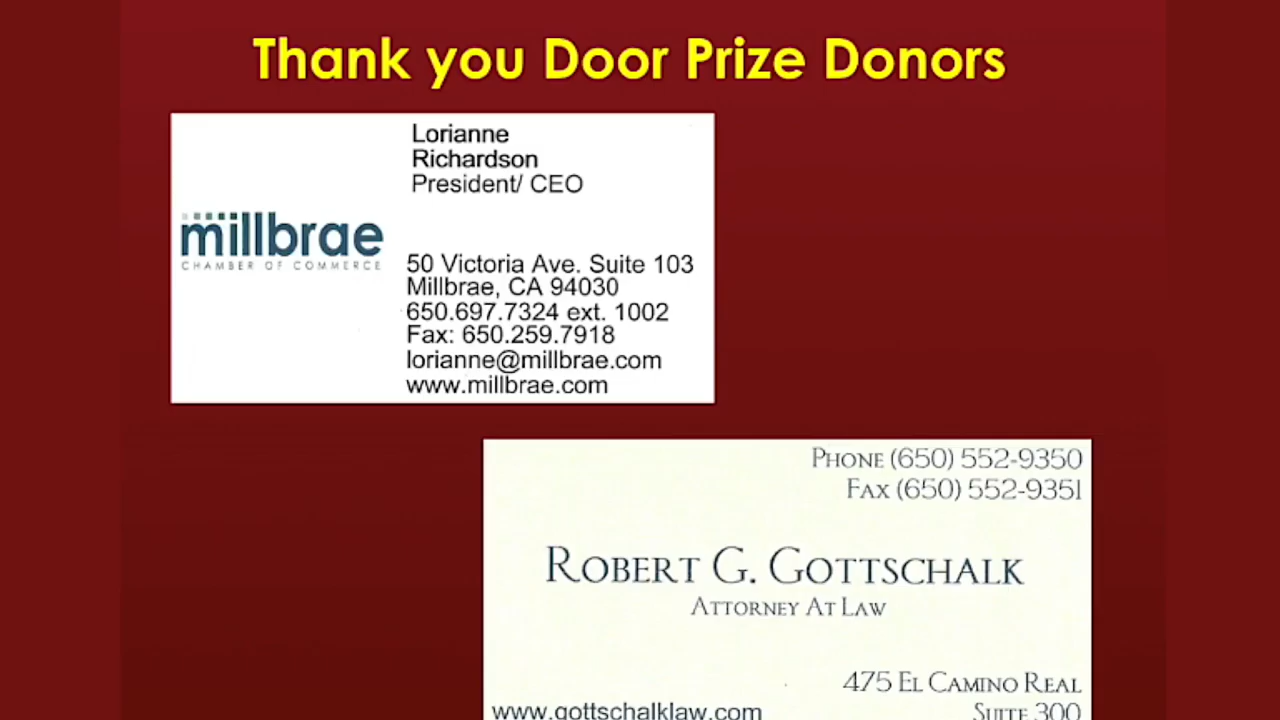 Thank you Door Prize Donors
Lorianne
Richardson
President/ CEO
millbrae
CHAMBER OF COMMERCE
50 Victoria Ave. Suite 103
Millbrae, CA 94030
650.697.7324 ext. 1002
Fax: 650.259.7918
lorianne@millbrae.com
www.millbrae.com
PHONE (650) 552-9350
FAX (650) 552-9351
ROBERT G. GOTTSCHALK
ATTORNEY AT LAW
475 EL CAMINO REAL
www.gottschalklaw.com SUITE 300